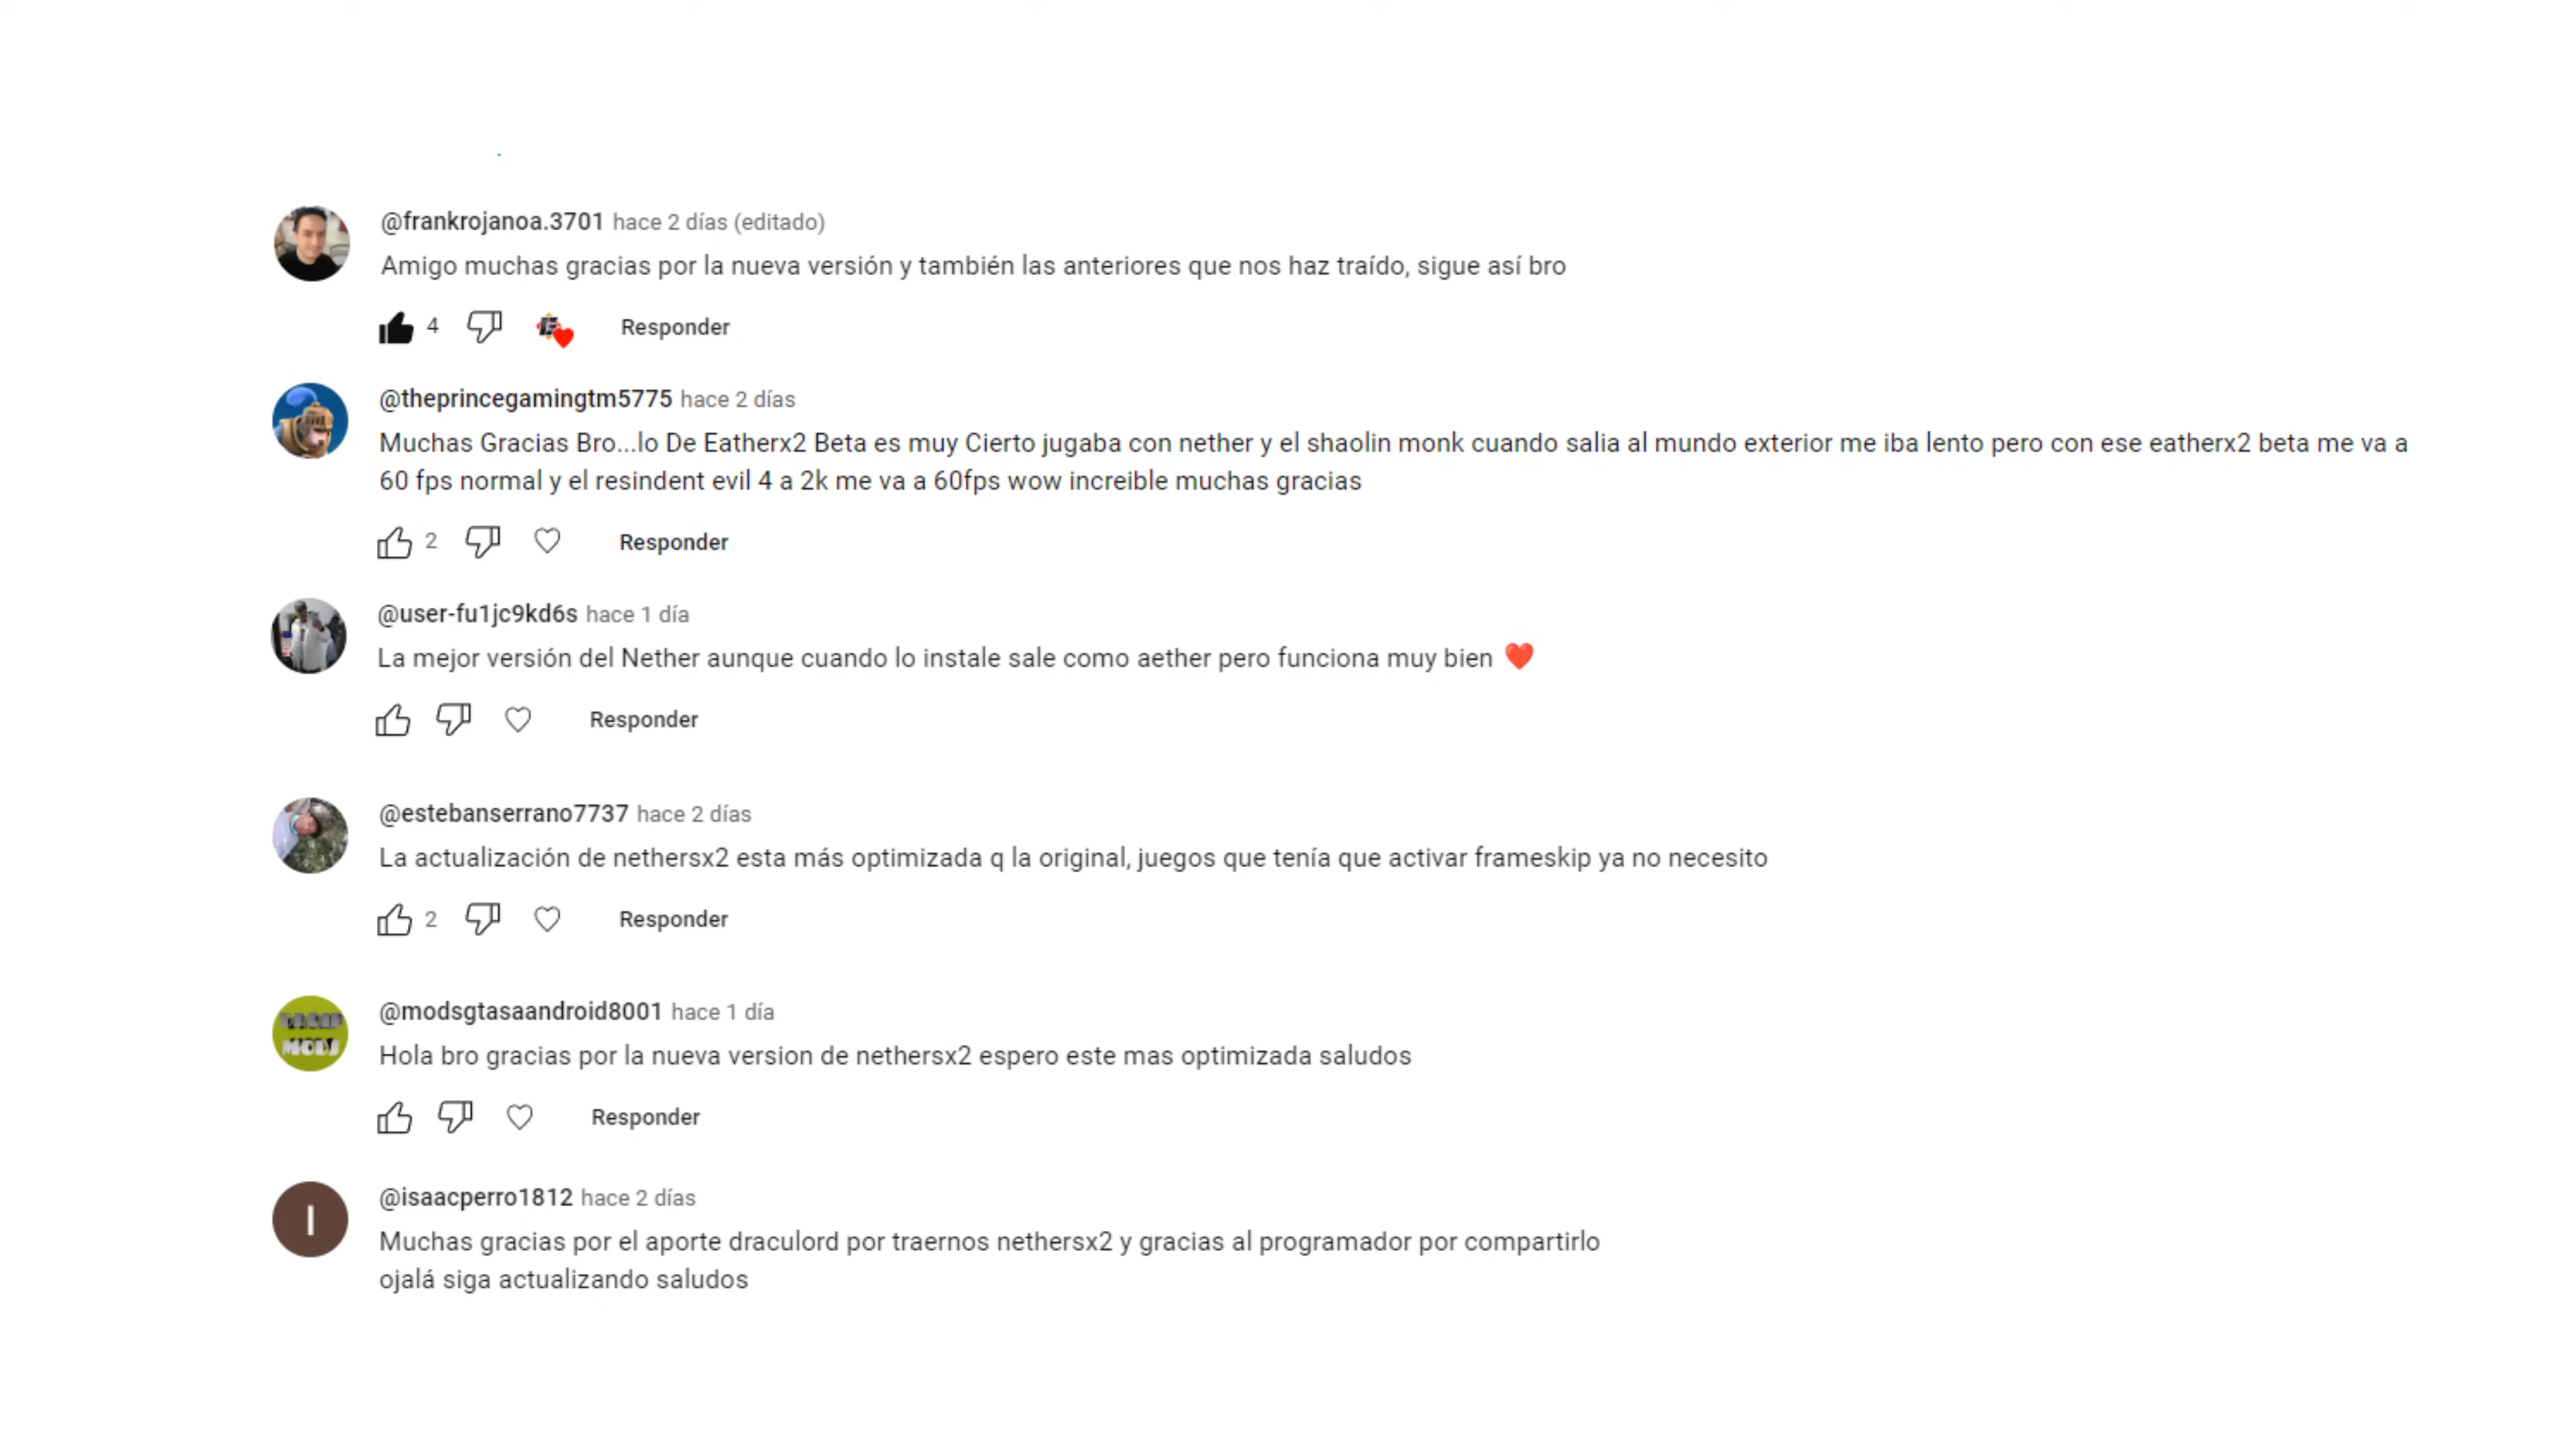 @frankrojanoa.3701 hace 2 días (editado)
Amigo muchas gracias por la nueva versión y también las anteriores que nos haz traído, sigue así bro
4 Responder
@theprincegamingtm5775 hace 2 días
Muchas Gracias Bro...lo De Eatherx2 Beta es muy Cierto jugaba con nether y el shaolin monk cuando salia al mundo exterior me iba lento pero con ese eatherx2 beta me va a
60 fps normal y el resindent evil 4 a 2k me va a 60fps wow increible muchas gracias
2 Responder
@user-fu1jc9kd6s hace 1 día
La mejor versión del Nether aunque cuando lo instale sale como aether pero funciona muy bien ❤️
Responder
@estebanserrano7737 hace 2 días
La actualización de nethersx2 esta más optimizada q la original, juegos que tenía que activar frameskip ya no necesito
2 Responder
@modsgtasaandroid8001 hace 1 día
Hola bro gracias por la nueva version de nethersx2 espero este mas optimizada saludos
Responder
I
@isaacperro1812 hace 2 días
Muchas gracias por el aporte draculord por traernos nethersx2 y gracias al programador por compartirlo
ojalá siga actualizando saludos